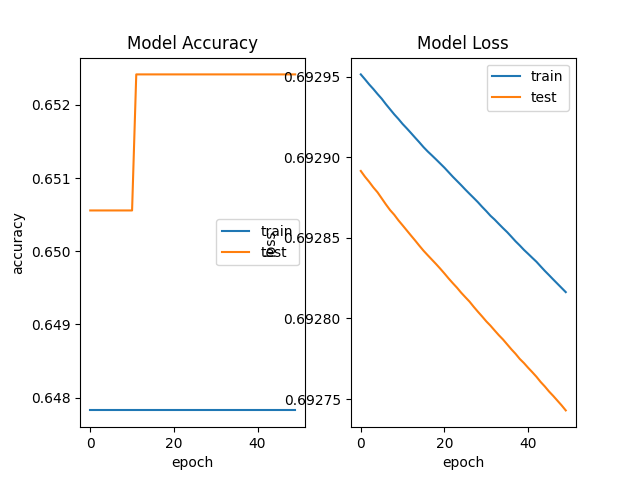 Model Accuracy
0.652
0.651
0.650
0.649
0.648
accuracy
0 20 40
epoch
train
test
Model Loss
0.69295
0.69290
0.69285
0.69280
0.69275
loss
0 20 40
epoch
train
test